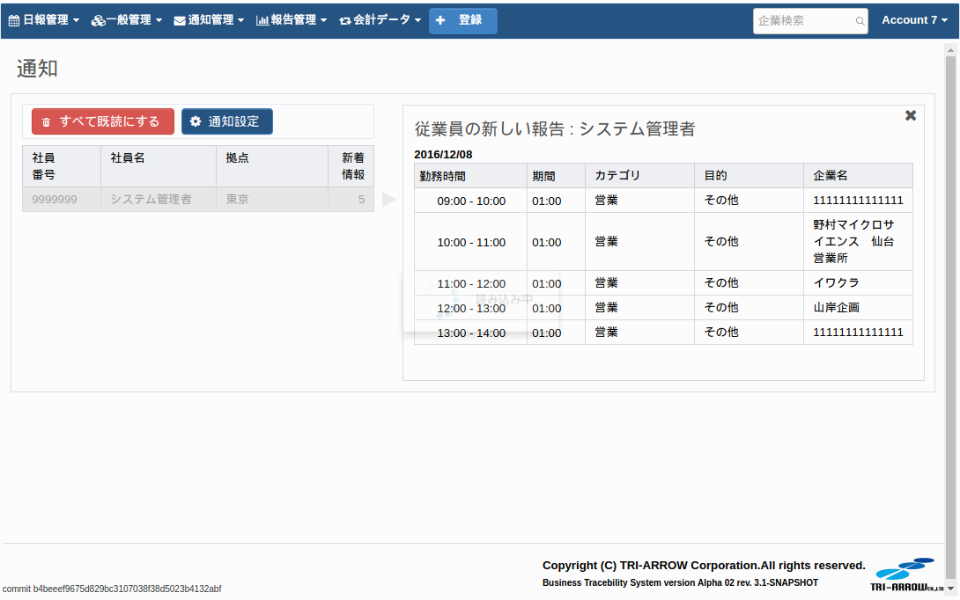 日報管理 一般管理 通知管理 報告管理 会計データ 登録 企業検索 Account 7
通知
すべて既読にする 通知設定
社員番号 社員名 拠点 新着情報
9999999 システム管理者 東京 5
従業員の新しい報告 : システム管理者
2016/12/08
勤務時間 期間 カテゴリ 目的 企業名
09:00 - 10:00 01:00 営業 その他 11111111111111
10:00 - 11:00 01:00 営業 その他 野村マイクロサ
イエンス 仙台
営業所
11:00 - 12:00 01:00 営業 その他 イワクラ
読み込み中
12:00 - 13:00 01:00 営業 その他 山岸企画
13:00 - 14:00 01:00 営業 その他 11111111111111
Copyright (C) TRI-ARROW Corporation.All rights reserved.
Business Tracebility System version Alpha 02 rev. 3.1-SNAPSHOT
TRI-ARROW CO.,LTD
commit b4beeef9675d829bc3107038f38d5023b4132abf